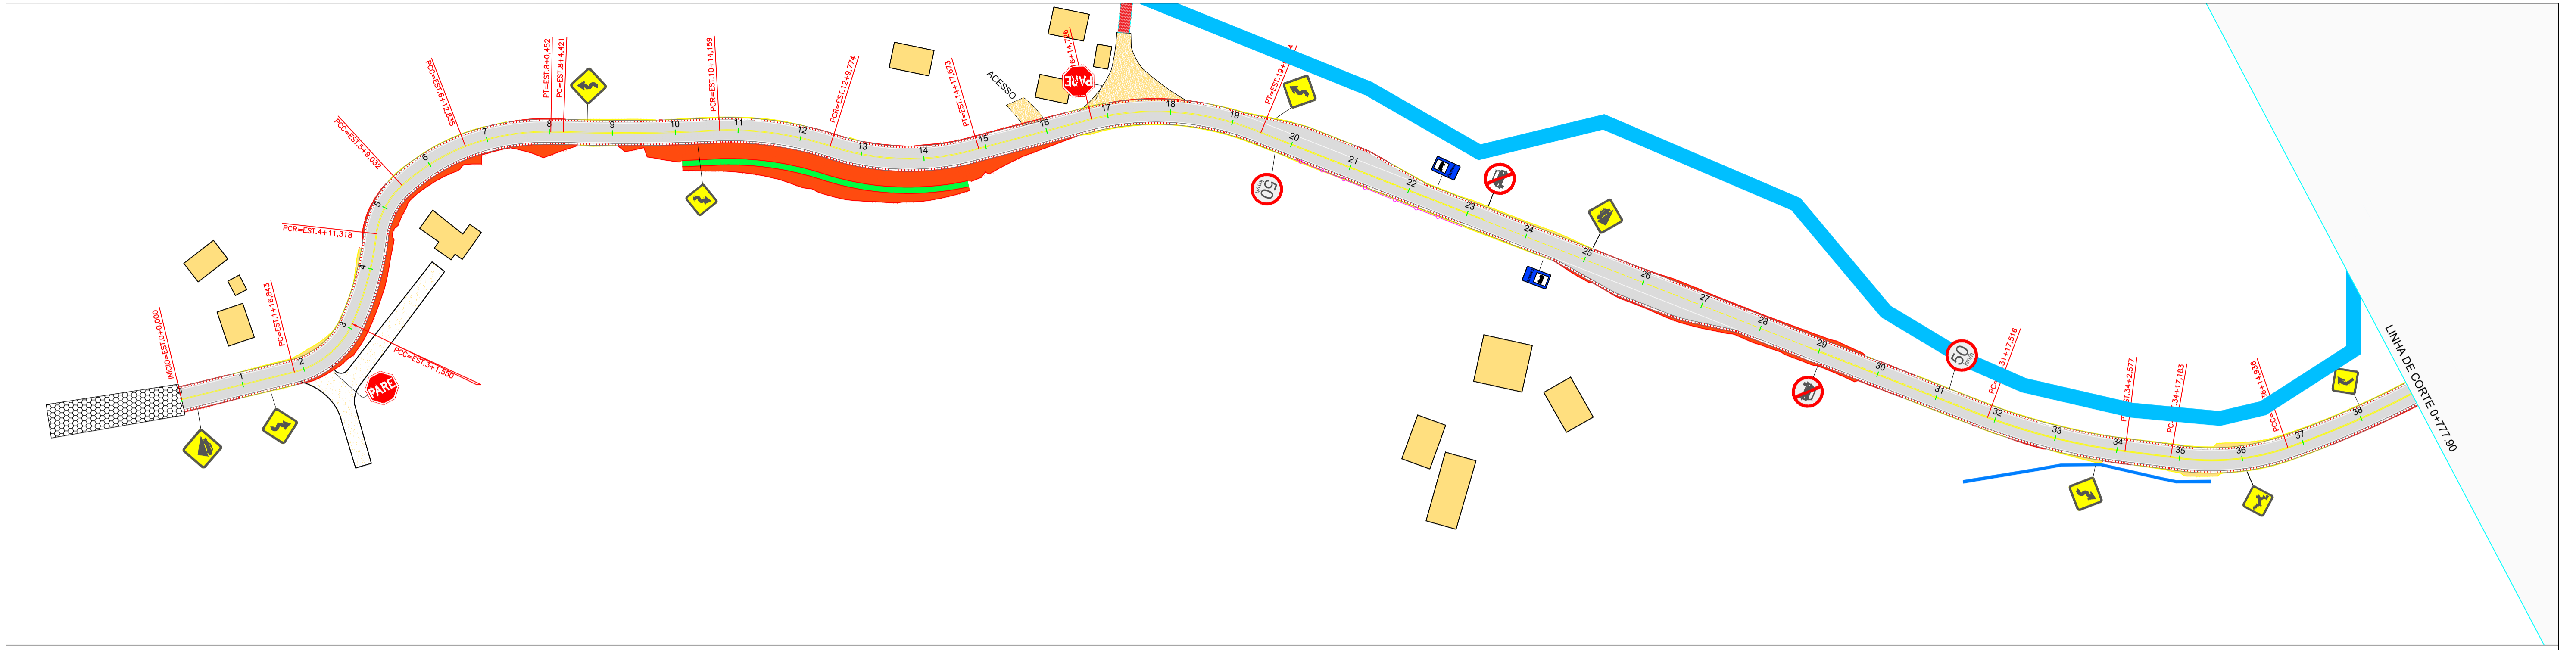 INICIO=EST.0+0,000
PC=EST.1+16,843
PCC=EST.3+1,550
PCR=EST.4+11,318
PCC=EST.5+9,032
PCC=EST.6+12,835
PT=EST.8+0,452
PC=EST.8+4,421
PCR=EST.10+14,159
PCR=EST.12+9,774
PT=EST.14+17,673
ACESSO
PARE
PARE
50
km/h
50
km/h
1
2
3
4
5
6
7
8
9
10
11
12
13
14
15
16
17
18
19
20
21
22
23
24
25
26
27
28
29
30
31
32
33
34
35
36
37
38
LINHA DE CORTE 0+777.90